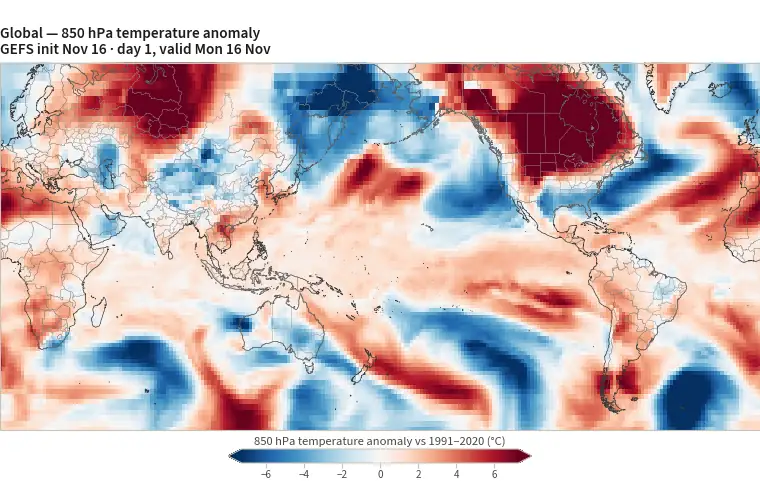 Global — 850 hPa temperature anomaly
GEFS init Nov 16 · day 1, valid Mon 16 Nov
850 hPa temperature anomaly vs 1991–2020 (°C)
−6 −4 −2 0 2 4 6